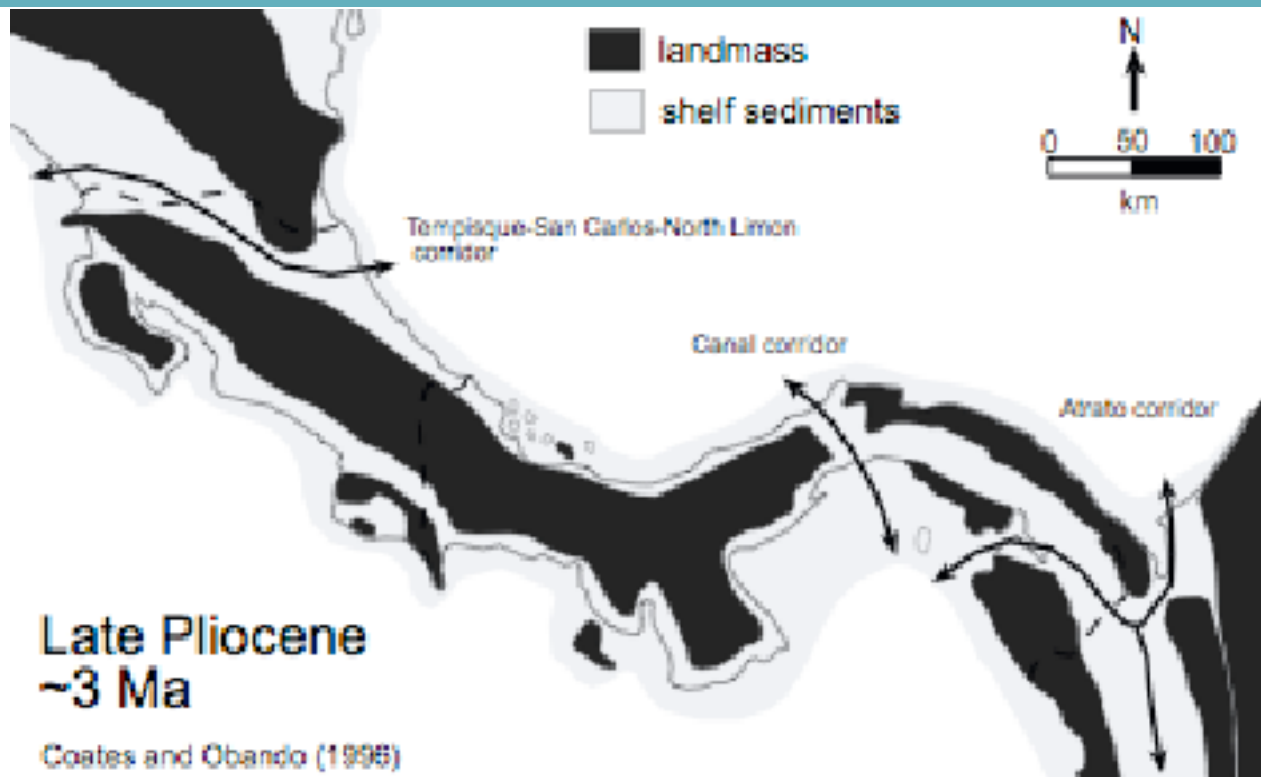 landmass
shelf sediments
N
0 50 100
km
Tempisque-San Carlos-North Limon
corridor
Canal corridor
Atrato corridor
Late Pliocene
~3 Ma
Coates and Obando (1996)